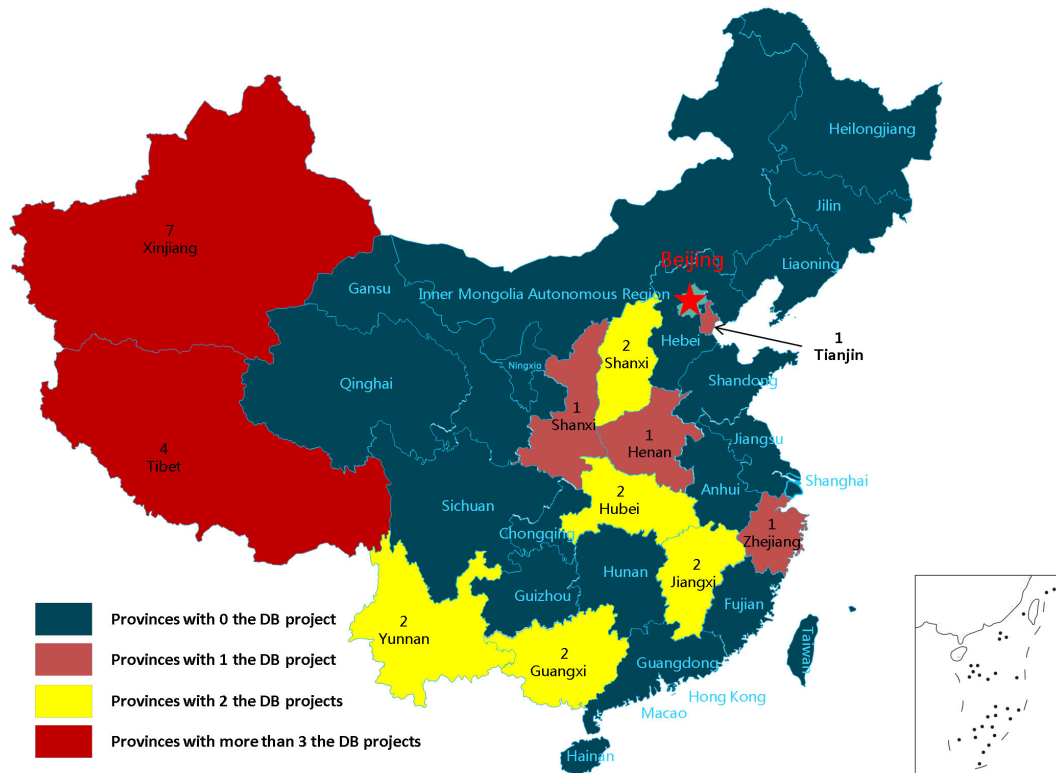 Heilongjiang
Jilin
Liaoning
7
Xinjiang
Beijing
Gansu
Inner Mongolia Autonomous Region
1
Tianjin
Hebei
2
Shanxi
Ningxia
Qinghai
Shandong
1
Shanxi
1
Henan
Jiangsu
4
Tibet
Shanghai
Anhui
2
Hubei
Sichuan
Chongqing
1
Zhejiang
2
Jiangxi
Hunan
Guizhou
Fujian
2
Yunnan
2
Guangxi
Guangdong
Taiwan
Hong Kong
Macao
Hainan
Provinces with 0 the DB project
Provinces with 1 the DB project
Provinces with 2 the DB projects
Provinces with more than 3 the DB projects